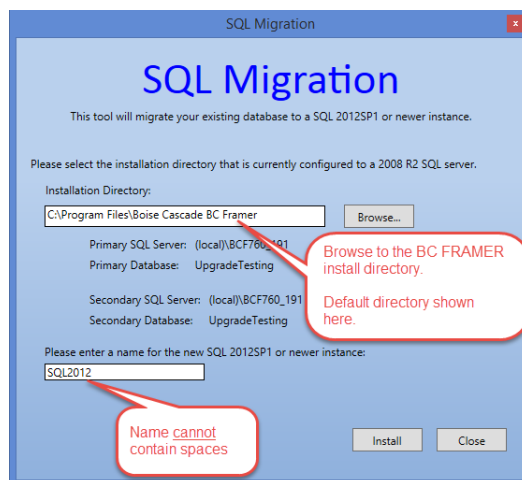 SQL Migration
x
SQL Migration
This tool will migrate your existing database to a SQL 2012SP1 or newer instance.
Please select the installation directory that is currently configured to a 2008 R2 SQL server.
Installation Directory:
C:\Program Files\Boise Cascade BC Framer
Browse...
Primary SQL Server: (local)\BCF760_191
Primary Database: UpgradeTesting
Secondary SQL Server: (local)\BCF760_191
Secondary Database: UpgradeTesting
Browse to the BC FRAMER
install directory.
Default directory shown
here.
Please enter a name for the new SQL 2012SP1 or newer instance:
SQL2012
Name cannot
contain spaces
Install
Close